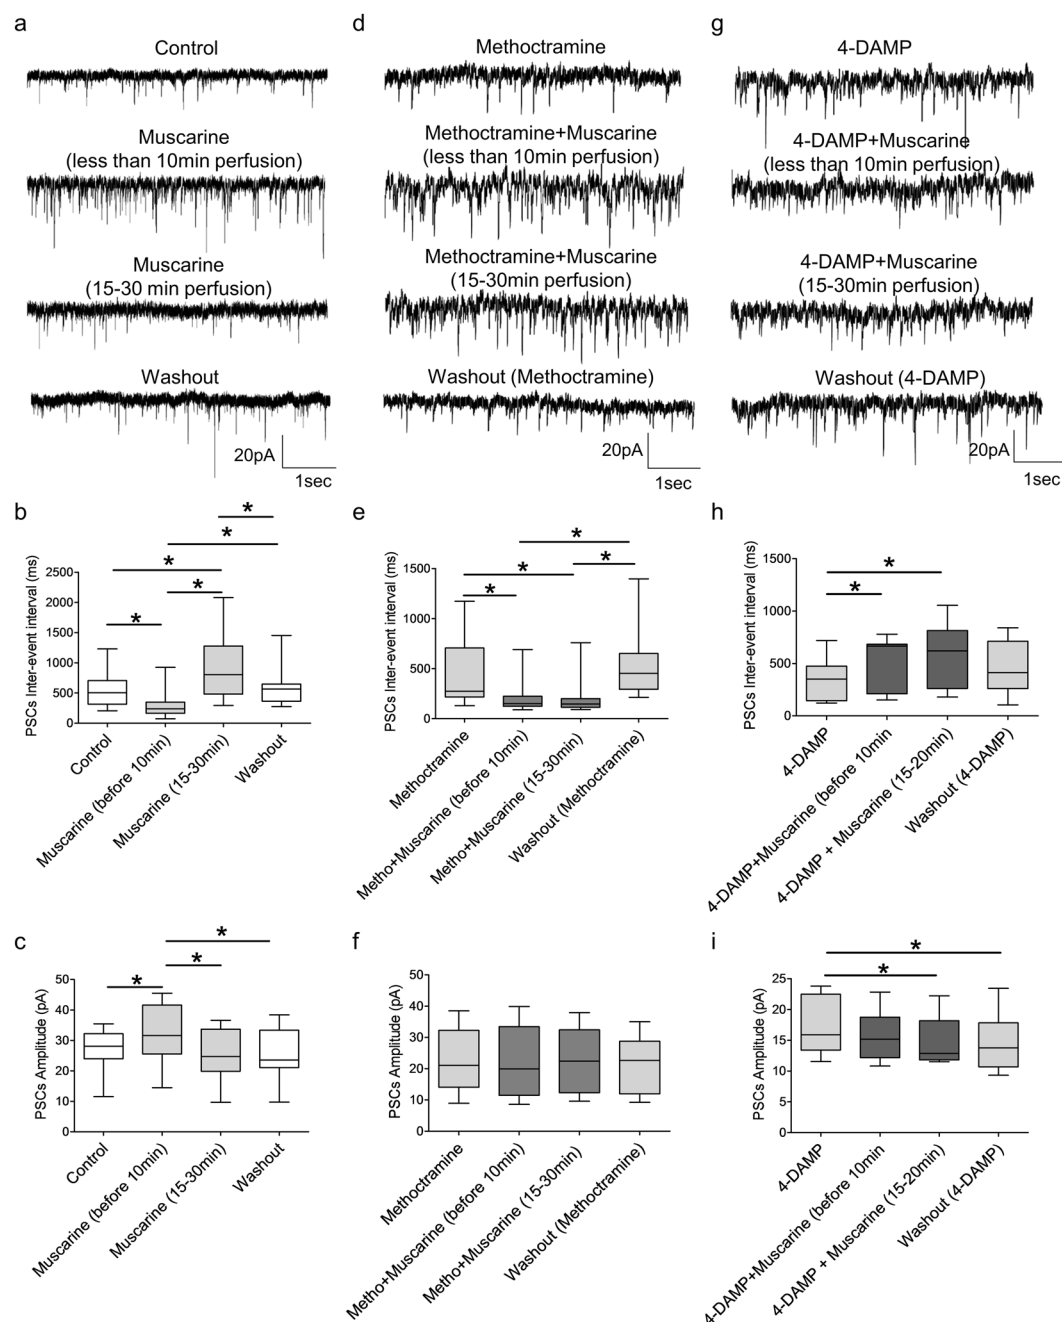 a
Control
Muscarine
(less than 10min perfusion)
Muscarine
(15-30 min perfusion)
Washout
20pA
1sec
d
Methoctramine
Methoctramine+Muscarine
(less than 10min perfusion)
Methoctramine+Muscarine
(15-30min perfusion)
Washout (Methoctramine)
20pA
1sec
g
4-DAMP
4-DAMP+Muscarine
(less than 10min perfusion)
4-DAMP+Muscarine
(15-30min perfusion)
Washout (4-DAMP)
20pA
1sec
b
*
*
*
*
*
*
PSCs Inter-event interval (ms)
2500
2000
1500
1000
500
0
Control
Muscarine (before 10min)
Muscarine (15-30min)
Washout
e
*
*
*
*
PSCs Inter-event interval (ms)
1500
1000
500
0
Methoctramine
Metho+Muscarine (before 10min)
Metho+Muscarine (15-30min)
Washout (Methoctramine)
h
*
*
PSCs Inter-event interval (ms)
1500
1000
500
0
4-DAMP
4-DAMP+Muscarine (before 10min
4-DAMP + Muscarine (15-20min)
Washout (4-DAMP)
c
*
*
*
PSCs Amplitude (pA)
50
40
30
20
10
0
Control
Muscarine (before 10min)
Muscarine (15-30min)
Washout
f
PSCs Amplitude (pA)
50
40
30
20
10
0
Methoctramine
Metho+Muscarine (before 10min)
Metho+Muscarine (15-30min)
Washout (Methoctramine)
i
*
*
PSCs Amplitude (pA)
25
20
15
10
5
0
4-DAMP
4-DAMP+Muscarine (before 10min
4-DAMP + Muscarine (15-20min)
Washout (4-DAMP)